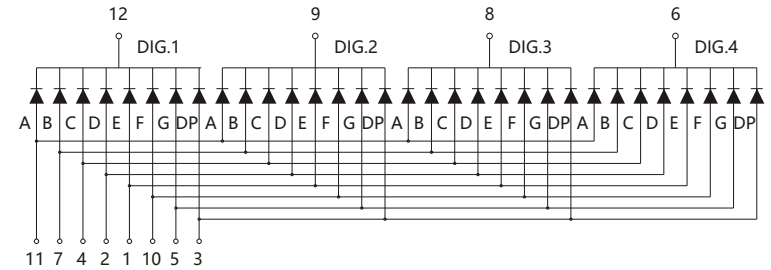 12 9 8 6
DIG.1 DIG.2 DIG.3 DIG.4
A B C D E F G DP A B C D E F G DP A B C D E F G DP A B C D E F G DP
11 7 4 2 1 10 5 3